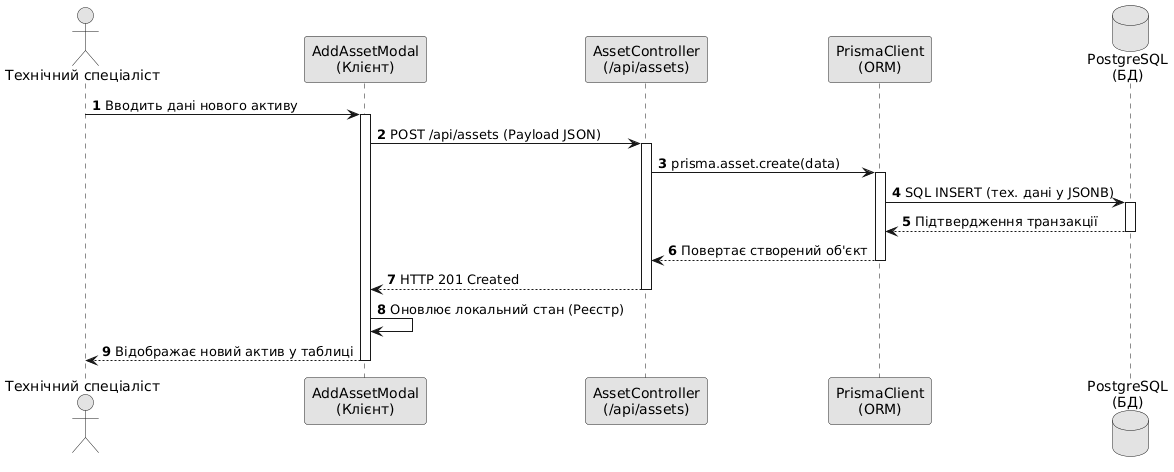 Технічний спеціаліст
AddAssetModal
(Клієнт)
AssetController
(/api/assets)
PrismaClient
(ORM)
PostgreSQL
(БД)
1 Вводить дані нового активу
2 POST /api/assets (Payload JSON)
3 prisma.asset.create(data)
4 SQL INSERT (тех. дані у JSONB)
5 Підтвердження транзакції
6 Повертає створений об'єкт
7 HTTP 201 Created
8 Оновлює локальний стан (Реєстр)
9 Відображає новий актив у таблиці
Технічний спеціаліст
AddAssetModal
(Клієнт)
AssetController
(/api/assets)
PrismaClient
(ORM)
PostgreSQL
(БД)